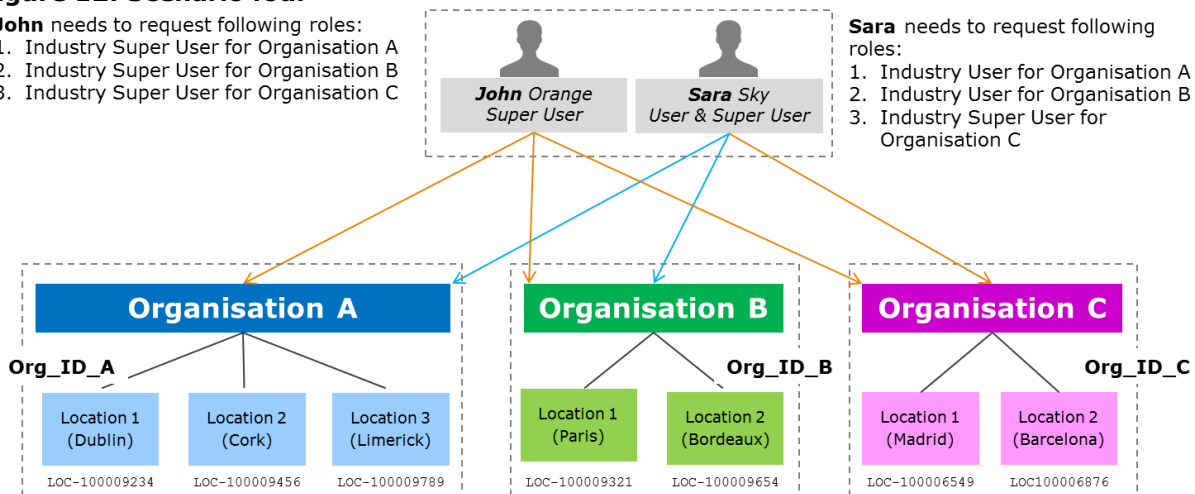 John needs to request following roles:
1. Industry Super User for Organisation A
2. Industry Super User for Organisation B
3. Industry Super User for Organisation C
John Orange
Super User
Sara Sky
User & Super User
Sara needs to request following
roles:
1. Industry User for Organisation A
2. Industry User for Organisation B
3. Industry Super User for
Organisation C
Organisation A
Organisation B
Organisation C
Org_ID_A
Org_ID_B
Org_ID_C
Location 1
(Dublin)
Location 2
(Cork)
Location 3
(Limerick)
Location 1
(Paris)
Location 2
(Bordeaux)
Location 1
(Madrid)
Location 2
(Barcelona)
LOC-100009234
LOC-100009456
LOC-100009789
LOC-100009321
LOC-100009654
LOC-100006549
LOC100006876